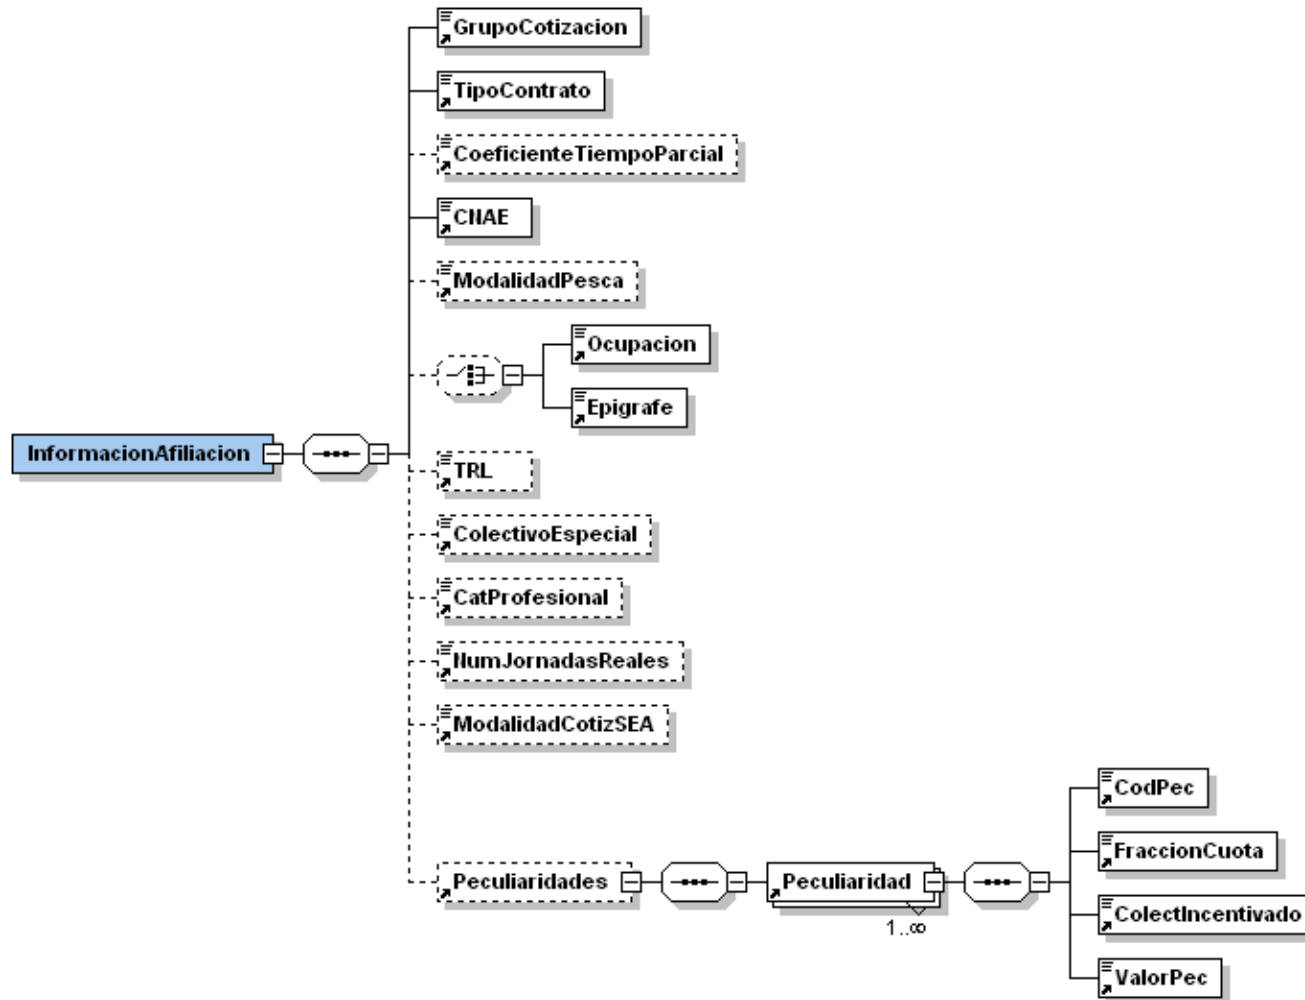 GrupoCotizacion
TipoContrato
CoeficienteTiempoParcial
CNAE
ModalidadPesca
Ocupacion
Epigrafe
InformacionAfiliacion
TRL
ColectivoEspecial
CatProfesional
NumJornadasReales
ModalidadCotizSEA
CodPec
FraccionCuota
Peculiaridades
Peculiaridad
1..∞
ColectIncentivado
ValorPec